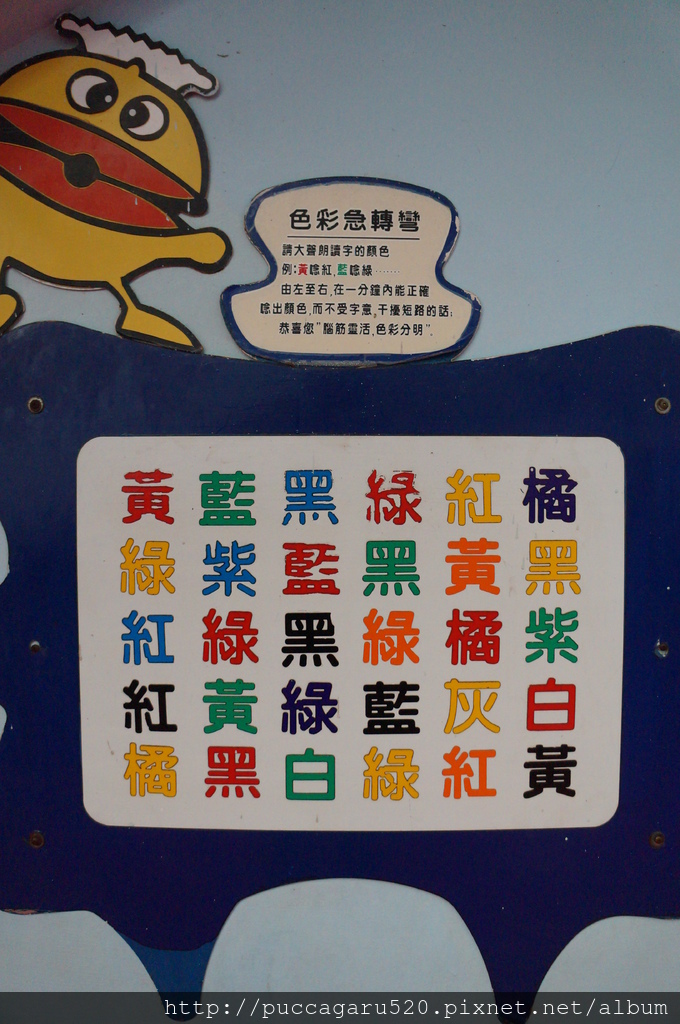 色彩急轉彎
請大聲朗讀字的顏色
例:黃唸紅,藍唸綠……
由左至右,在一分鐘內能正確
唸出顏色,而不受字意,干擾短路的話;
恭喜您"腦筋靈活,色彩分明".
黃藍黑綠紅橘
綠紫藍黑黃黑
紅綠黑綠橘紫
紅黃綠藍灰白
橘黑白綠紅黃
http://puccagaru520.pixnet.net/album